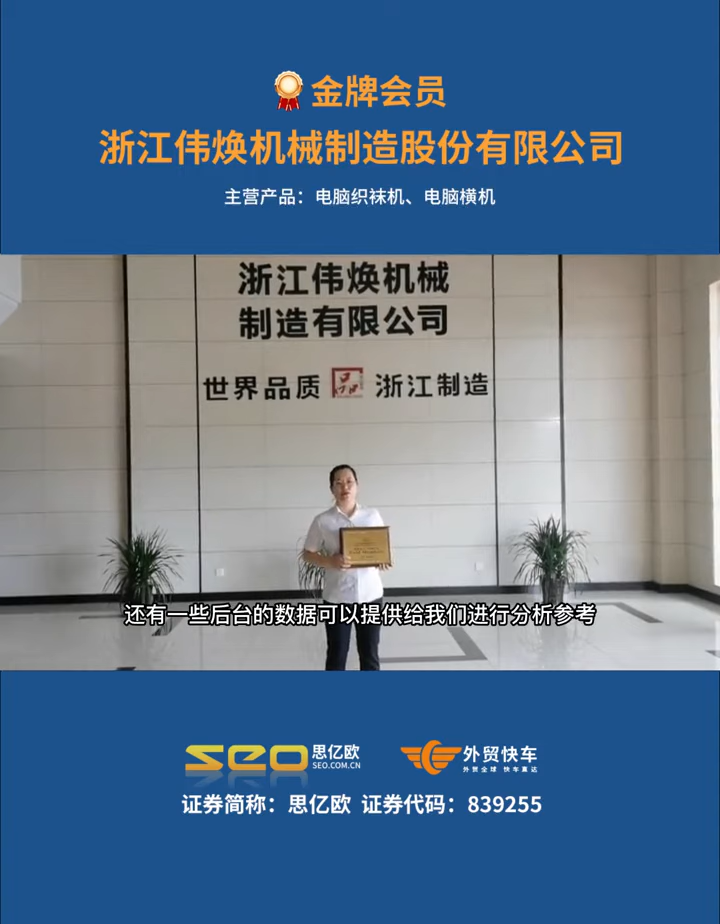 金牌会员
浙江伟焕机械制造股份有限公司
主营产品：电脑织袜机、电脑横机
浙江伟焕机械
制造有限公司
世界品质 品 浙江制造
还有一些后台的数据可以提供给我们进行分析参考
seo 思亿欧 SEO.COM.CN
外贸快车
外贸全球 快车直达
证券简称：思亿欧 证券代码：839255